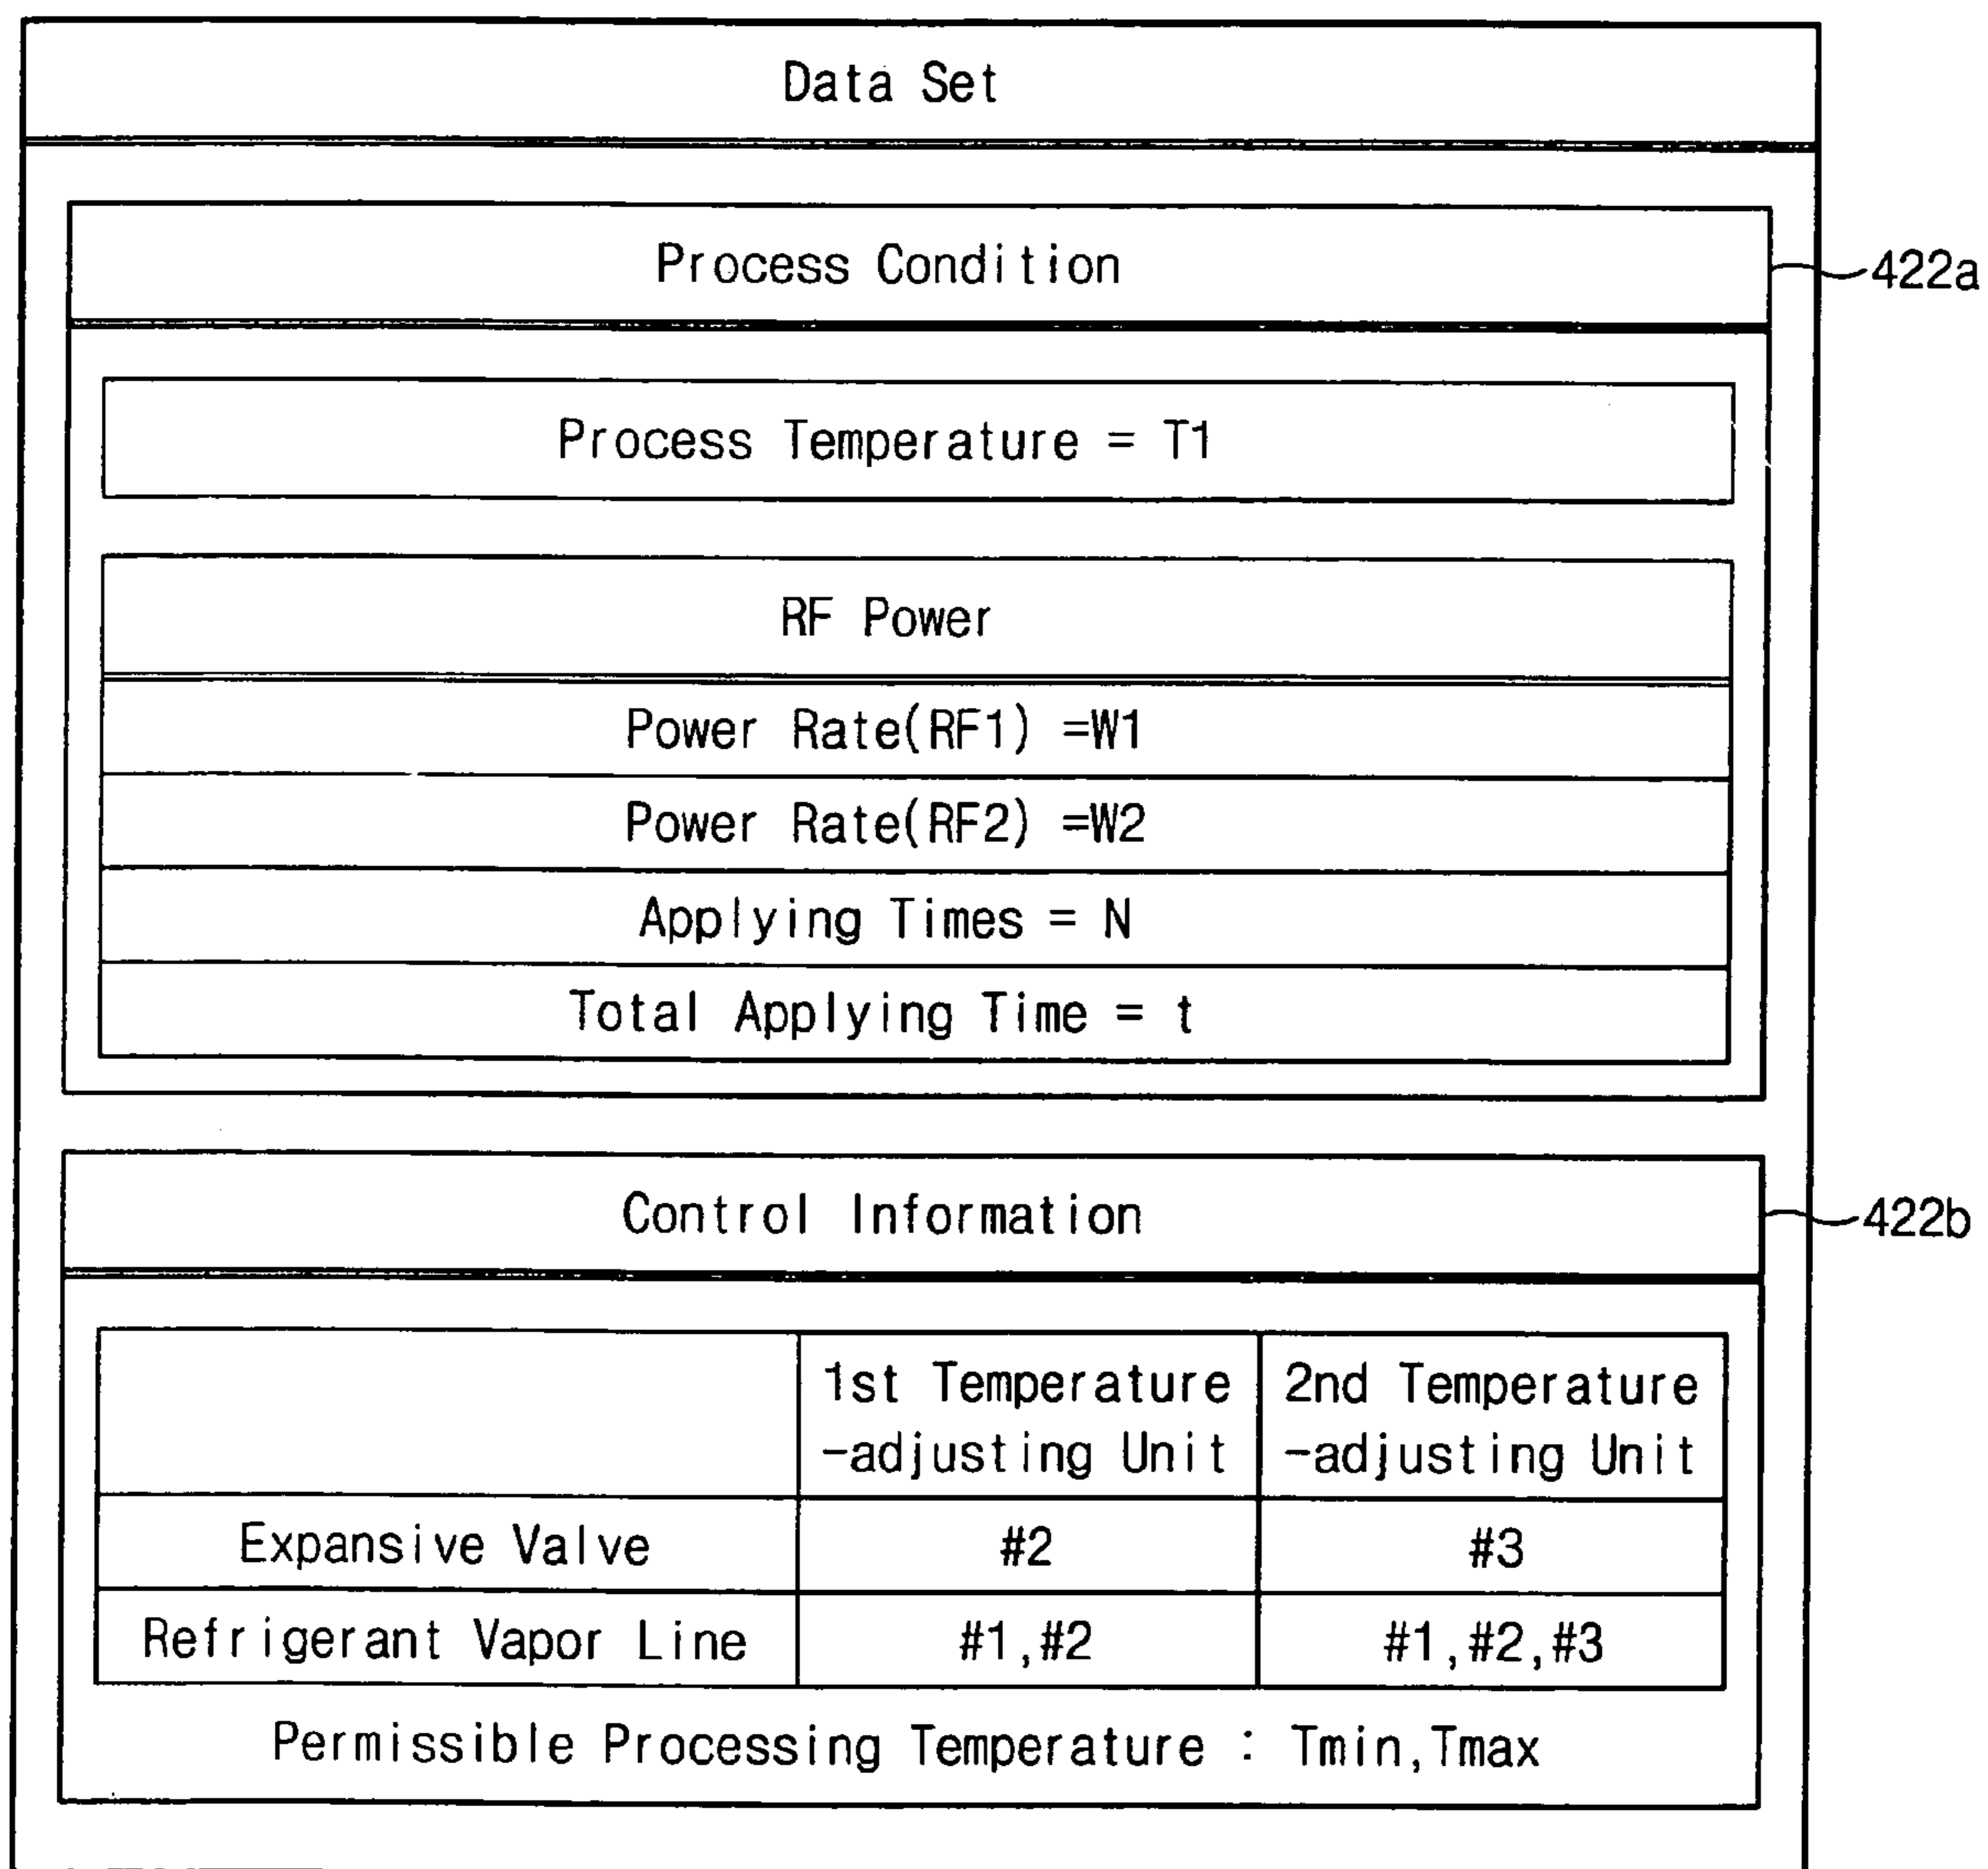 Data Set
Process Condition
422a
Process Temperature = T1
RF Power
Power Rate(RF1) =W1
Power Rate(RF2) =W2
Applying Times = N
Total Applying Time = t
Control Information
422b
1st Temperature
-adjusting Unit
2nd Temperature
-adjusting Unit
Expansive Valve
#2
#3
Refrigerant Vapor Line
#1,#2
#1,#2,#3
Permissible Processing Temperature : Tmin,Tmax